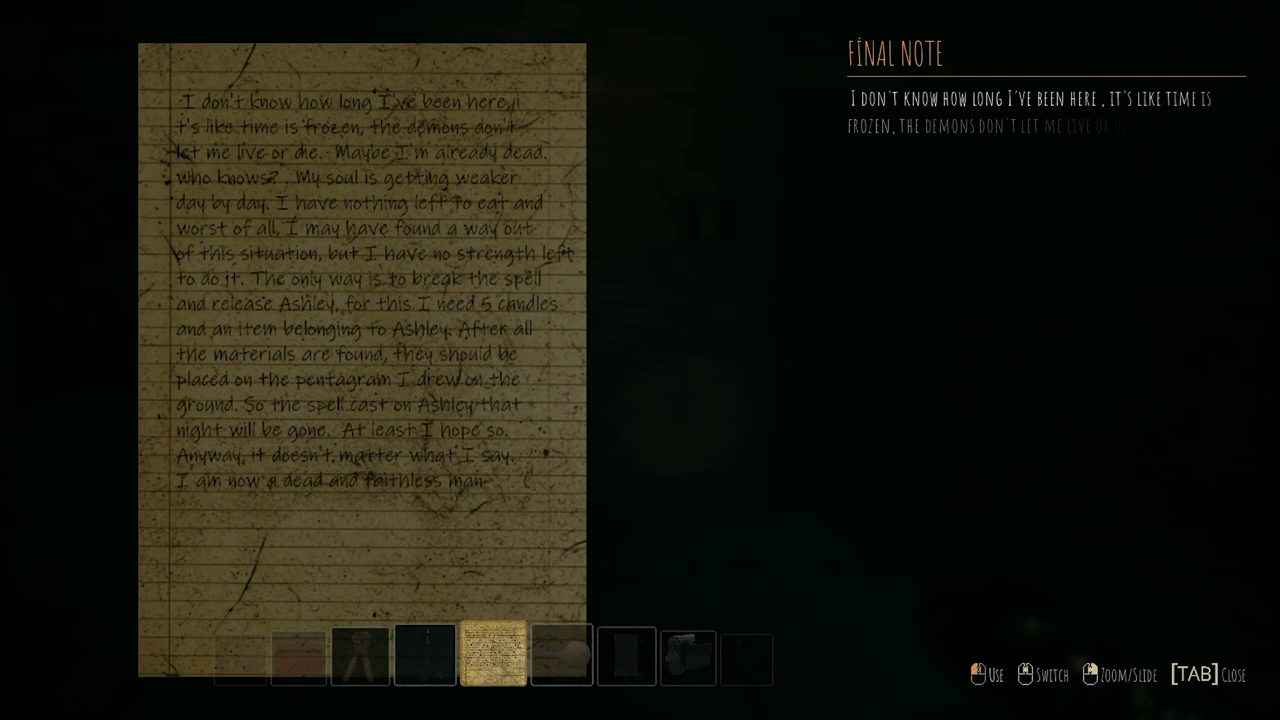 I don't know how long I've been here,i
t's like time is frozen, the demons don't
let me live or die. Maybe I'm already dead.
who knows? My soul is getting weaker
day by day. I have nothing left to eat and
worst of all, I may have found a way out
of this situation, but I have no strength left
to do it. The only way is to break the spell
and release Ashley, for this I need 5 candles
and an item belonging to Ashley. After all
the materials are found, they should be
placed on the pentagram I drew on the
ground. So the spell cast on Ashley that
night will be gone. At least I hope so.
Anyway, it doesn't matter what I say.
I am now a dead and faithless man
FİNAL NOTE
I DON'T KNOW HOW LONG I'VE BEEN HERE , IT'S LIKE TIME IS
FROZEN, THE DEMONS DON'T LET ME LIVE OR DIE
USE SWITCH ZOOM/SLIDE [TAB] CLOSE